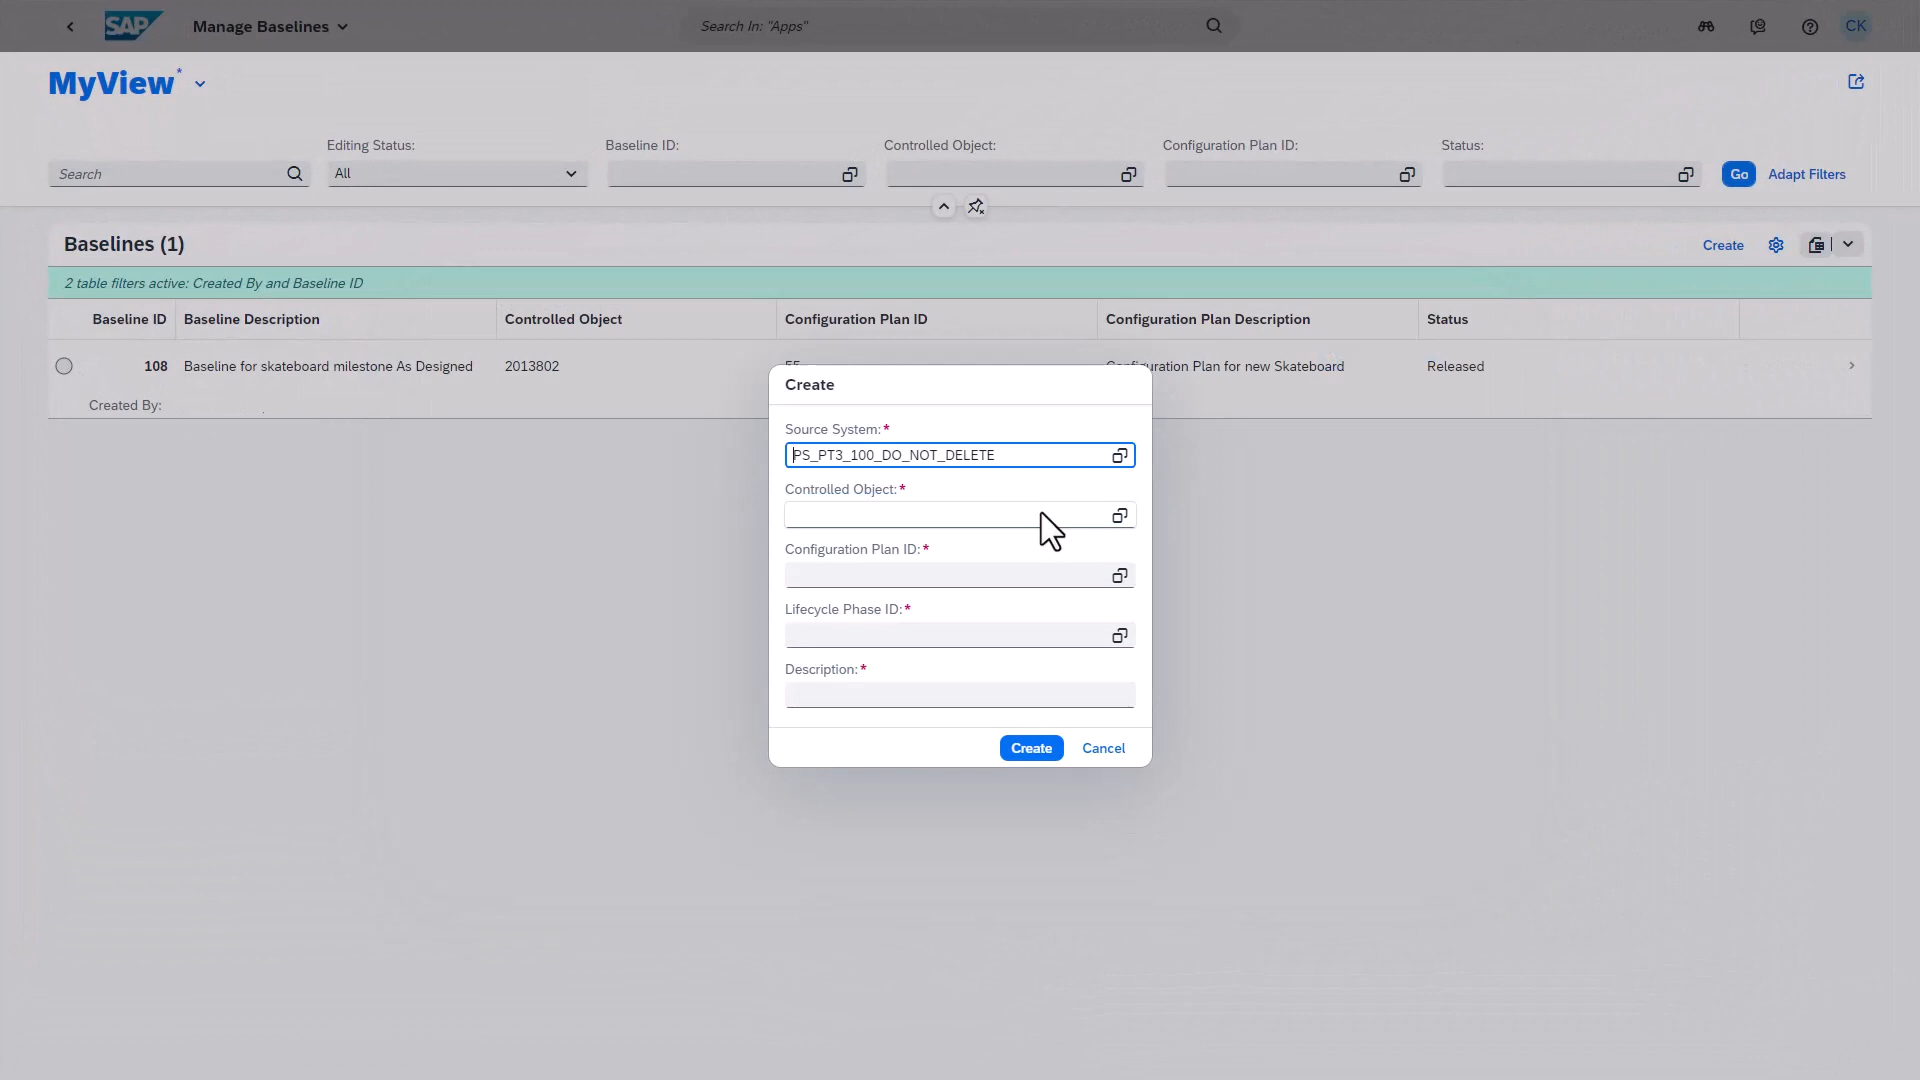 SAP
Manage Baselines
Search In: "Apps"
CK
MyView*
Search
Editing Status:
All
Baseline ID:
Controlled Object:
Configuration Plan ID:
Status:
Go
Adapt Filters
Baselines (1)
Create
2 table filters active: Created By and Baseline ID
Baseline ID Baseline Description Controlled Object Configuration Plan ID Configuration Plan Description Status
108 Baseline for skateboard milestone As Designed 2013802 55 Configuration Plan for new Skateboard Released
Created By:
Create
Source System:*
PS_PT3_100_DO_NOT_DELETE
Controlled Object:*
Configuration Plan ID:*
Lifecycle Phase ID:*
Description:*
Create Cancel